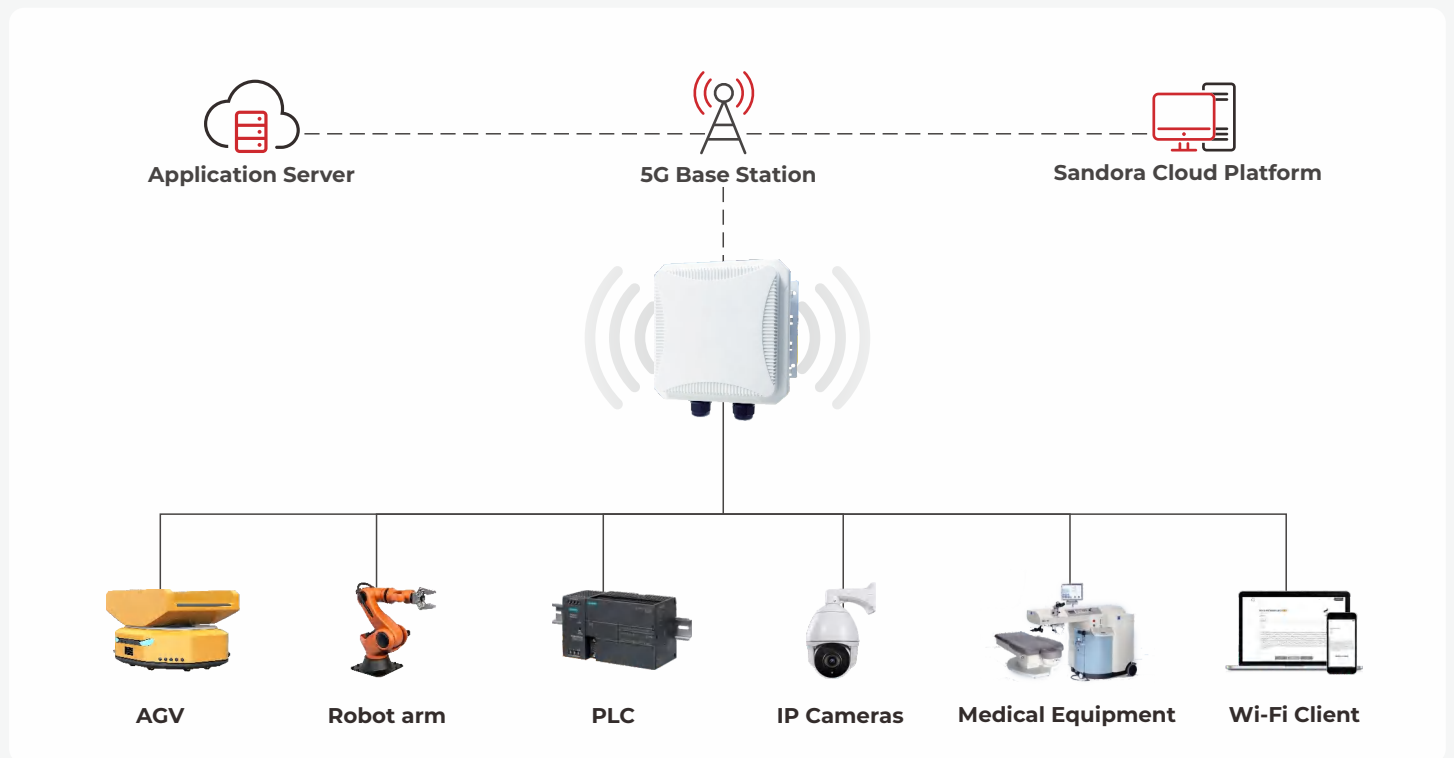 Application Server
5G Base Station
Sandora Cloud Platform
AGV
Robot arm
PLC
IP Cameras
Medical Equipment
Wi-Fi Client